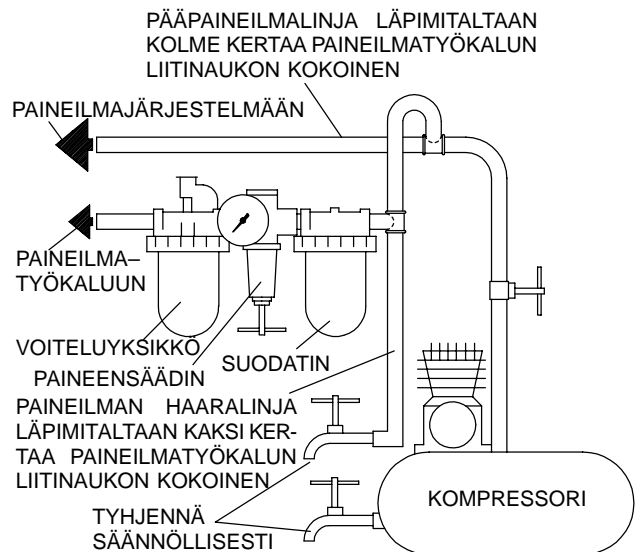 PÄÄPAINEILMALINJA LÄPIMITALTAAN
KOLME KERTAA PAINEILMATYÖKALUN
LIITINAUKON KOKOINEN
PAINEILMAJÄRJESTELMÄÄN
PAINEILMA–
TYÖKALUUN
VOITELUYKSIKKÖ
SUODATIN
PAINEENSÄÄDIN
PAINEILMAN HAARALINJA
LÄPIMITALTAAN KAKSI KER-
TAA PAINEILMATYÖKALUN
LIITINAUKON KOKOINEN
KOMPRESSORI
TYHJENNÄ
SÄÄNNÖLLISESTI